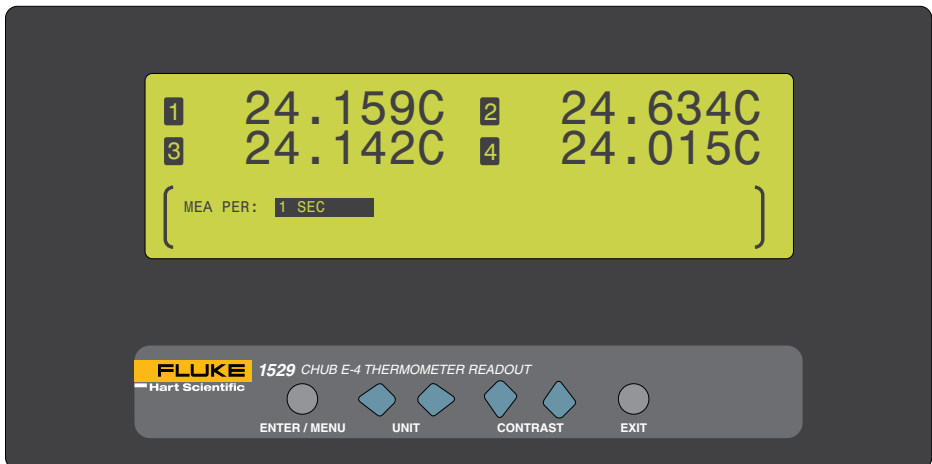 1 24.159C 2 24.634C
3 24.142C 4 24.015C
MEA PER: 1 SEC
FLUKE
Hart Scientific
1529 CHUB E-4 THERMOMETER READOUT
ENTER / MENU UNIT CONTRAST EXIT